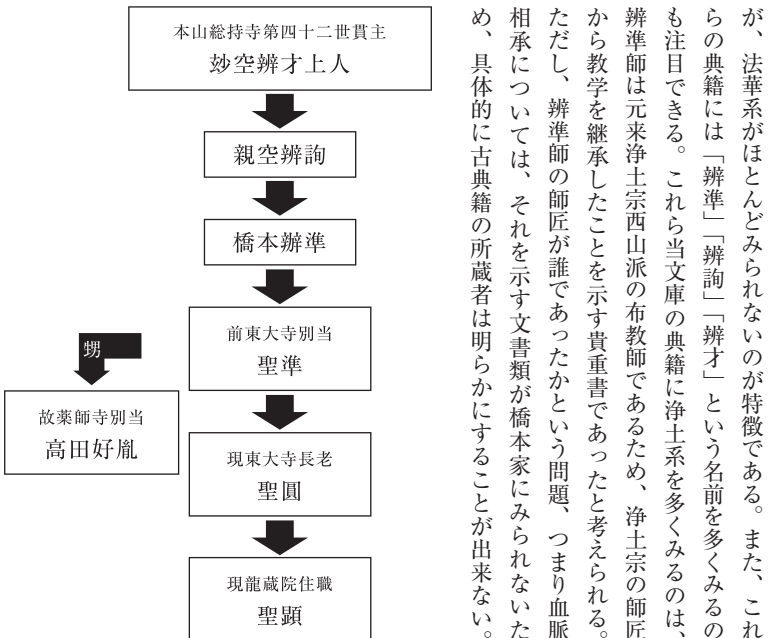 が、法華系がほとんどみられないのが特徴である。また、これ
らの典籍には「辨準」「辨詢」「辨才」という名前を多くみるの
も注目できる。これら当文庫の典籍に浄土系を多くみるのは、
辨準師は元来浄土宗西山派の布教師であるため、浄土宗の師匠
から教学を継承したことを示す貴重書であったと考えられる。
ただし、辨準師の師匠が誰であったかという問題、つまり血脈
相承については、それを示す文書類が橋本家にみられないた
め、具体的に古典籍の所蔵者は明らかにすることが出来ない。
本山総持寺第四十二世貫主
玅空辨才上人
親空辨詢
橋本辦準
前東大寺別当
聖準
甥
故薬師寺別当
高田好胤
現東大寺長老
聖圓
現龍蔵院住職
聖顕